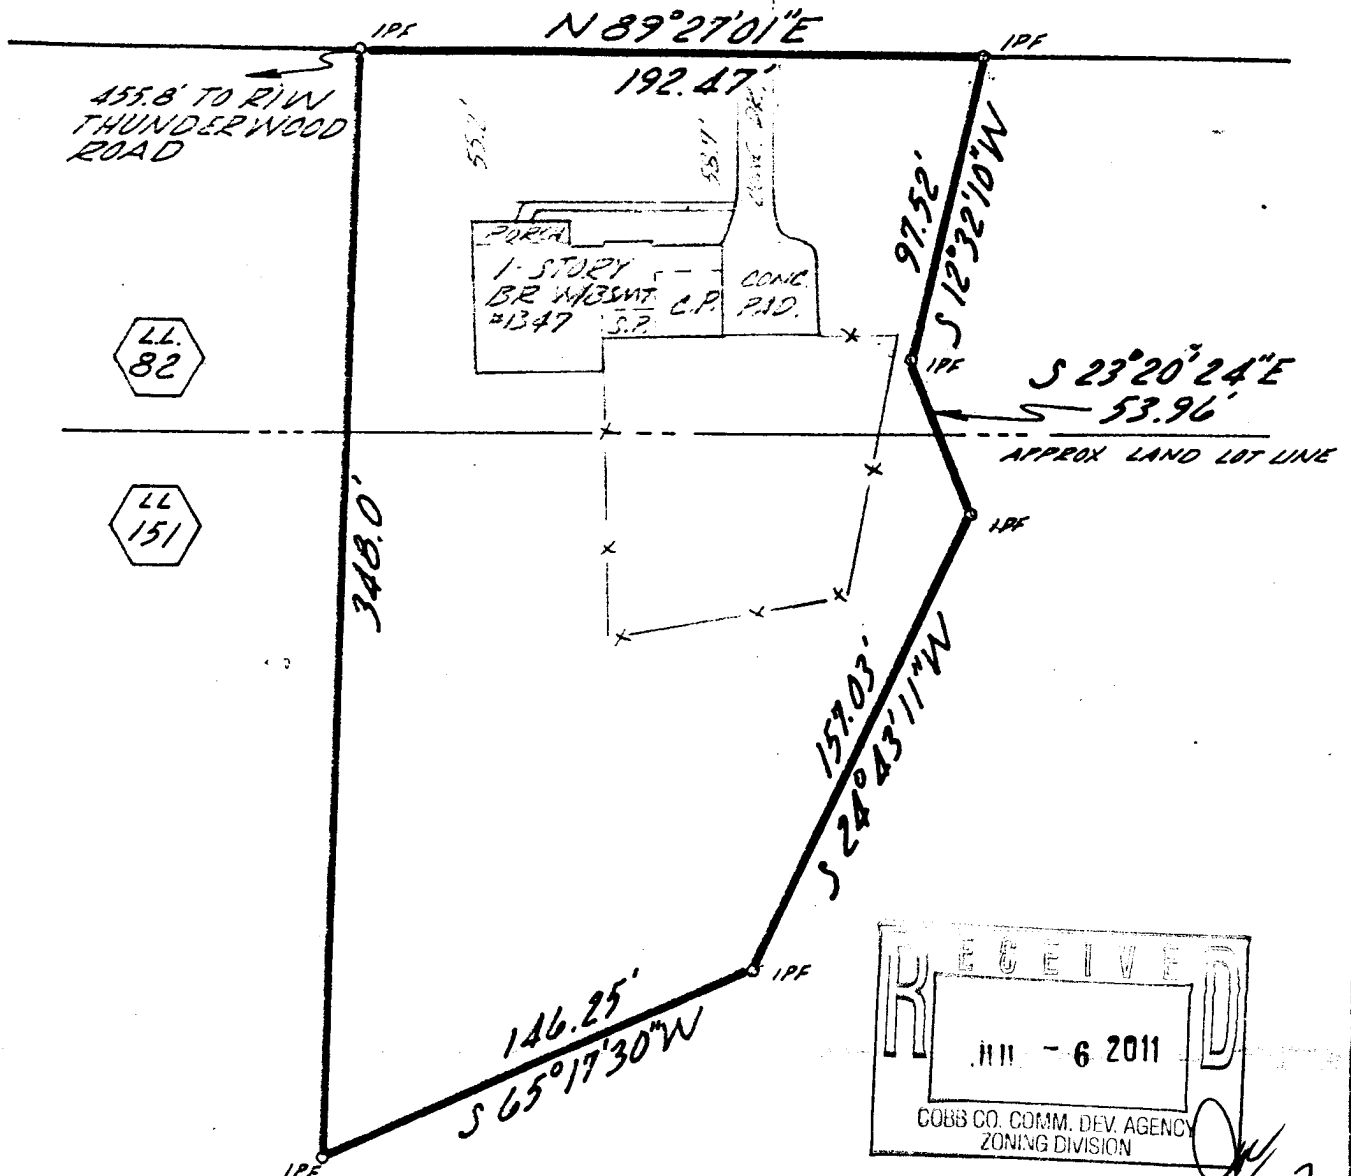 IPF
N 89°27'01"E
IPF
192.47'
455.8' TO R/W
THUNDERWOOD
ROAD
CONC. DR.
97.52'
S 12°32'10"W
PORCH
1-STORY
BR W/BSMT
#1347
S.P.
C.P.
CONC.
PAD.
LL.
82
IPF
S 23°20'24"E
53.96'
APPROX LAND LOT LINE
LL
151
348.0'
IPF
157.03'
S 24°43'11"W
IPF
146.25'
S 65°17'30"W
IPF
RECEIVED
- 6 2011
COBB CO. COMM. DEV. AGENCY
ZONING DIVISION